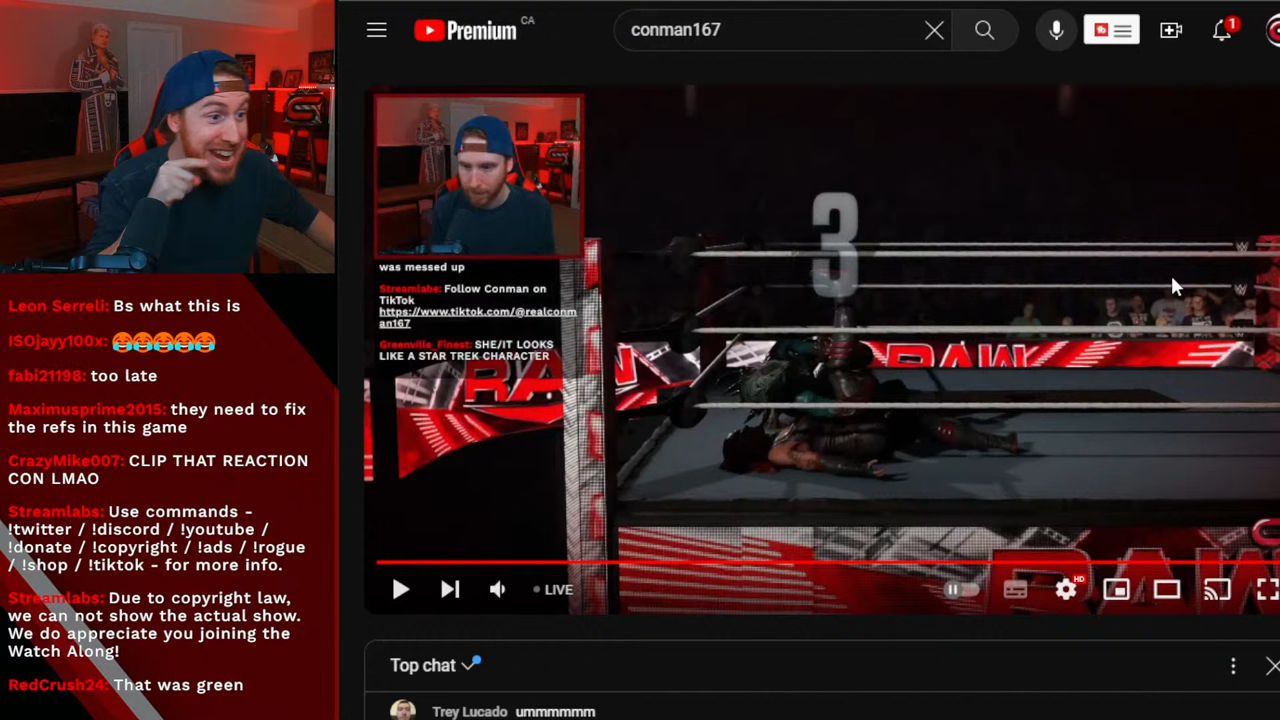 Premium CA
conman167
1
was messed up
Streamlabs: Follow Conman on
TikTok
https://www.tiktok.com/@realconm
an167
Greenville_Finest: SHE/IT LOOKS
LIKE A STAR TREK CHARACTER
3
RAW
RAW
RAW
RAW
LIVE
HD
Top chat
Trey Lucado ummmmmm
Leon Serreli: Bs what this is
ISOjayy100x: 😂😂😂😂😂
fabi21198: too late
Maximusprime2015: they need to fix
the refs in this game
CrazyMike007: CLIP THAT REACTION
CON LMAO
Streamlabs: Use commands -
!twitter / !discord / !youtube /
!donate / !copyright / !ads / !rogue
/ !shop / !tiktok - for more info.
Streamlabs: Due to copyright law,
we can not show the actual show.
We do appreciate you joining the
Watch Along!
RedCrush24: That was green